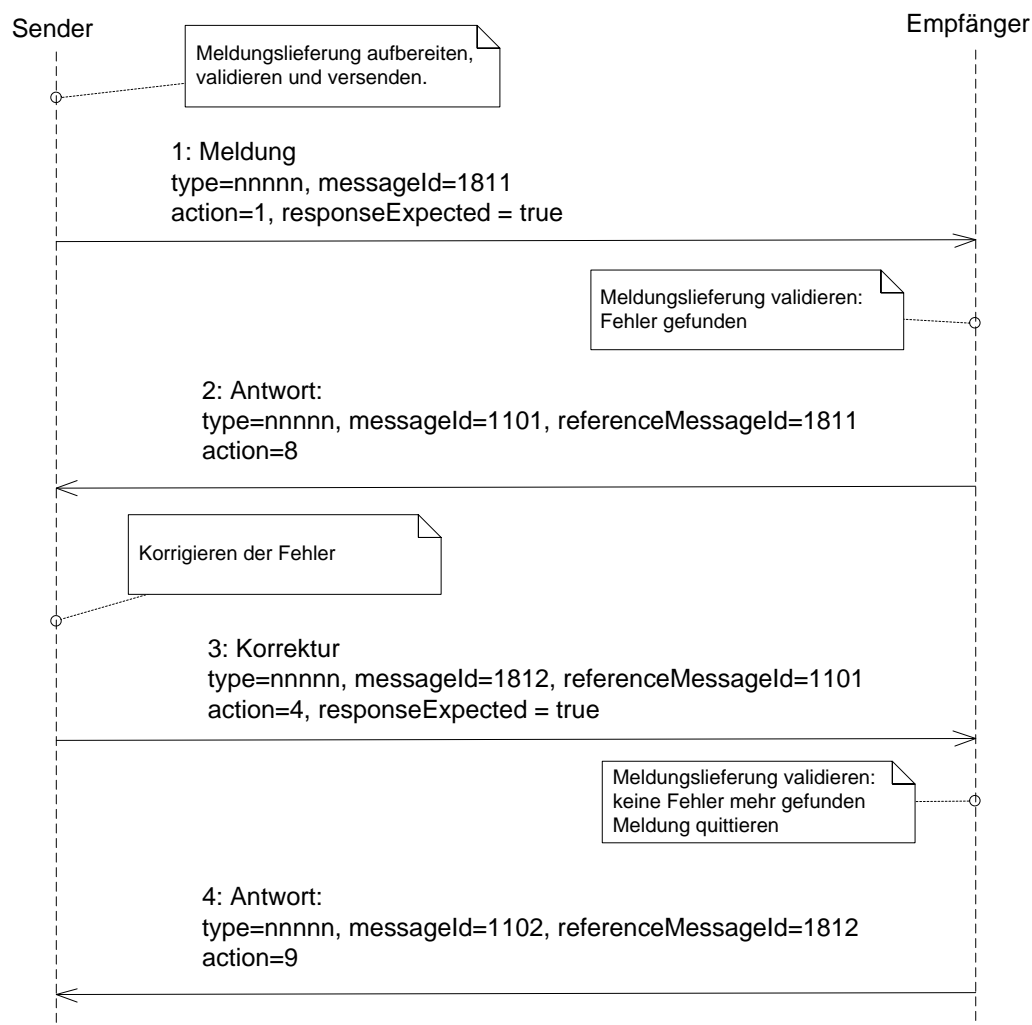 Sender
Empfänger
Meldungslieferung aufbereiten,
validieren und versenden.
1: Meldung
type=nnnnn, messageId=1811
action=1, responseExpected = true
Meldungslieferung validieren:
Fehler gefunden
2: Antwort:
type=nnnnn, messageId=1101, referenceMessageId=1811
action=8
Korrigieren der Fehler
3: Korrektur
type=nnnnn, messageId=1812, referenceMessageId=1101
action=4, responseExpected = true
Meldungslieferung validieren:
keine Fehler mehr gefunden
Meldung quittieren
4: Antwort:
type=nnnnn, messageId=1102, referenceMessageId=1812
action=9